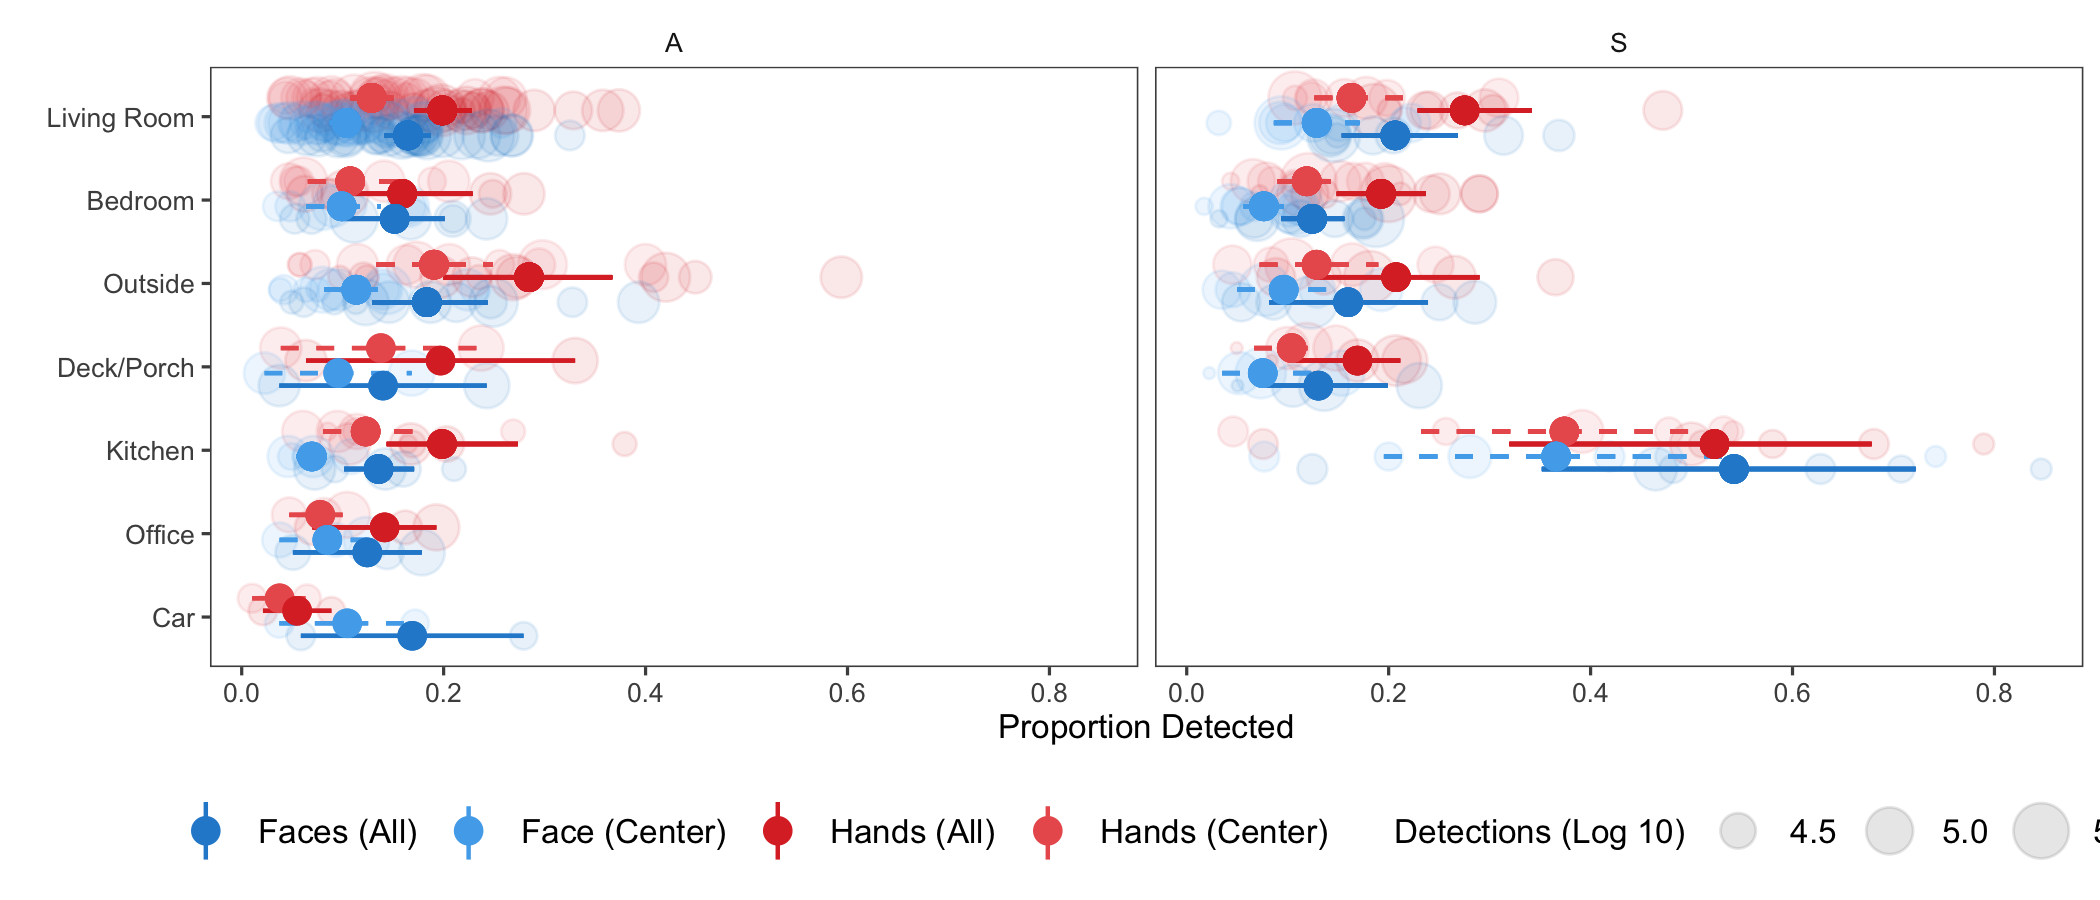 A
S
Living Room
Bedroom
Outside
Deck/Porch
Kitchen
Office
Car
0.0 0.2 0.4 0.6 0.8
0.0 0.2 0.4 0.6 0.8
Proportion Detected
Faces (All) Face (Center) Hands (All) Hands (Center) Detections (Log 10) 4.5 5.0